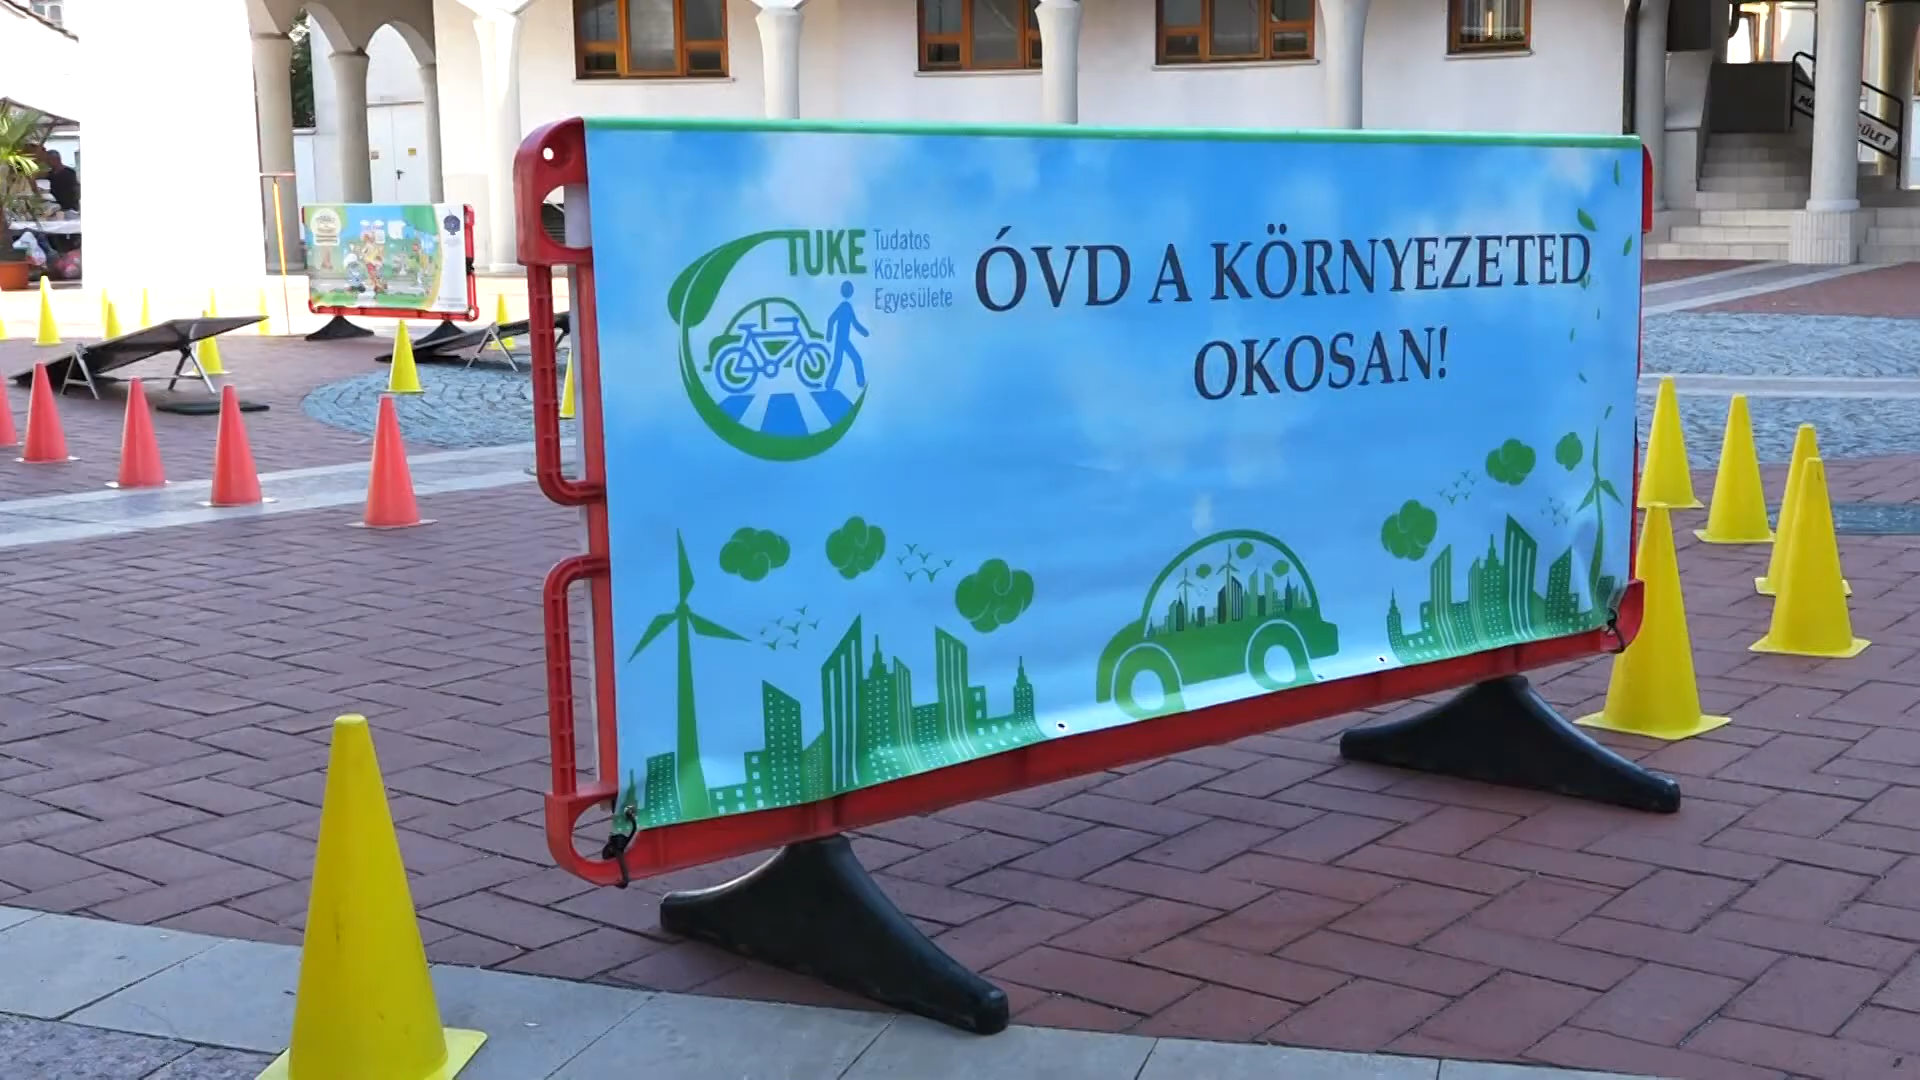 TUKE
Tudatos
Közlekedők
Egyesülete
ÓVD A KÖRNYEZETED
OKOSAN!